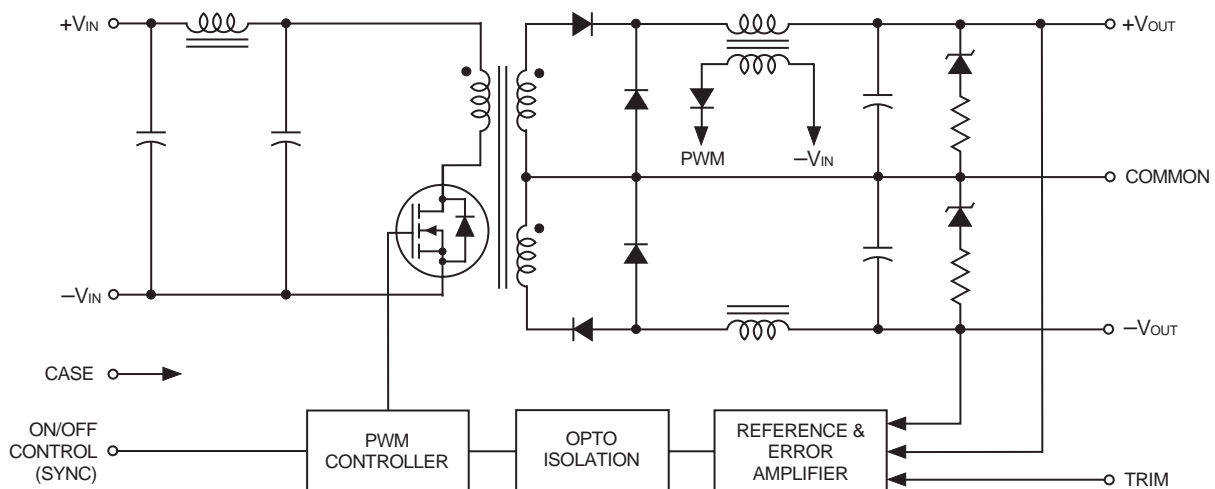 +VIN
+VOUT
PWM
–VIN
COMMON
–VIN
–VOUT
CASE
ON/OFF
CONTROL
(SYNC)
PWM
CONTROLLER
OPTO
ISOLATION
REFERENCE &
ERROR
AMPLIFIER
TRIM